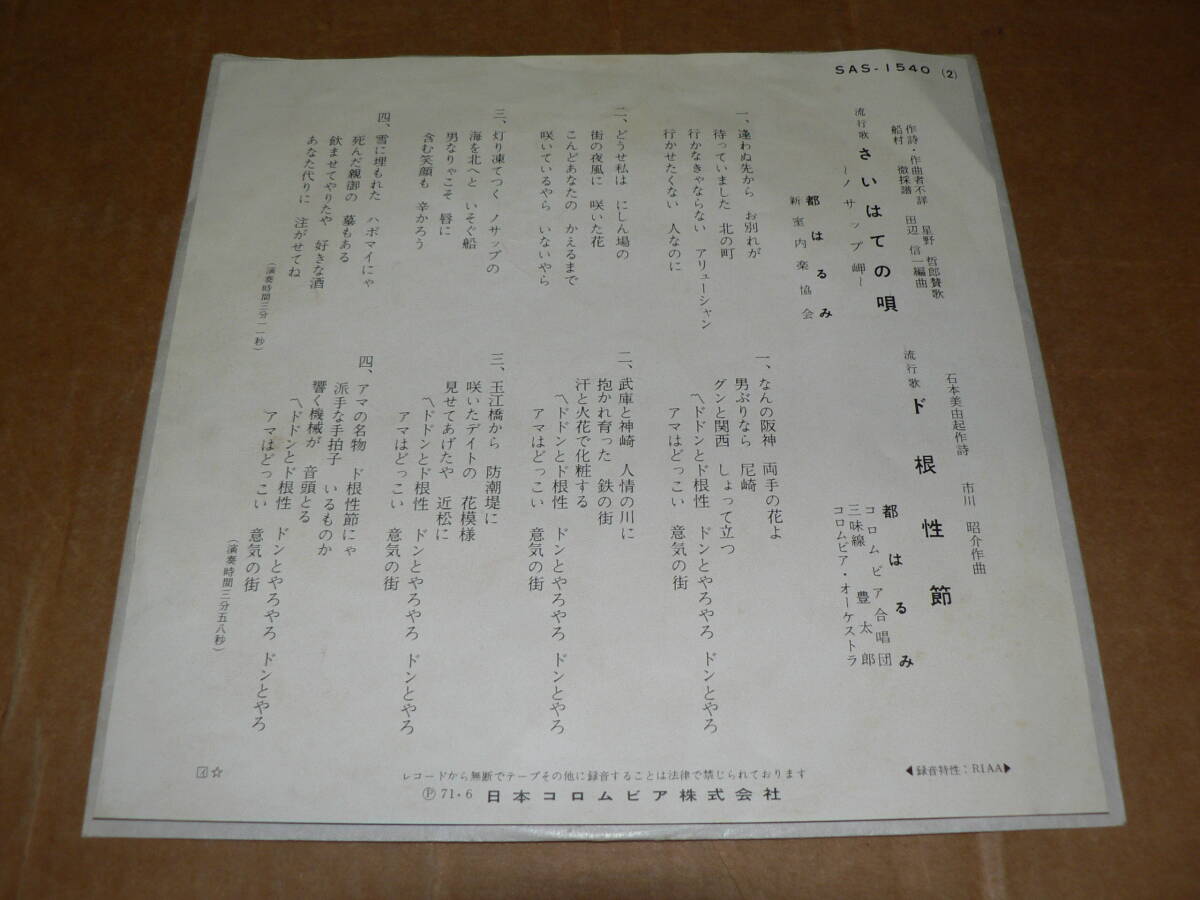 SAS-1540 (2)
作詩・作曲者不詳　星野　哲郎賛歌
船村　徹採譜　田辺　信一編曲
流行歌　さいはての唄
〜ノサップ岬〜
都はるみ
新室内楽協会
一、逢わぬ先から　お別れが
待っていました　北の町
行かなきゃならない　アリューシャン
行かせたくない　人なのに
二、どうせ私は　にしん場の
街の夜風に　咲いた花
こんどあなたの　かえるまで
咲いているやら　いないやら
三、灯り凍てつく　ノサップの
海を北へと　いそぐ船
男なりゃこそ　唇に
含む笑顔も　辛かろう
四、雪に埋もれた　ハボマイにゃ
死んだ親御の　墓もある
飲ませてやりたや　好きな酒
あなた代りに　注がせてね
（演奏時間三分一一秒）
石本美由起作詩　市川　昭介作曲
流行歌　ド根性節
都はるみ
コロムビア合唱団
三味線　豊太郎
コロムビア・オーケストラ
一、なんの阪神　両手の花よ
男ぶりなら　尼崎
グンと関西　しょって立つ
〽ドドンとド根性　ドンとやろやろ　ドンとやろ
アマはどっこい　意気の街
二、武庫と神崎　人情の川に
抱かれ育った　鉄の街
汗と火花で化粧する
〽ドドンとド根性　ドンとやろやろ　ドンとやろ
アマはどっこい　意気の街
三、玉江橋から　防潮堤に
咲いたデイトの　花模様
見せてあげたや　近松に
〽ドドンとド根性　ドンとやろやろ　ドンとやろ
アマはどっこい　意気の街
四、アマの名物　ド根性節にゃ
派手な手拍子　いるものか
響く機械が　音頭とる
〽ドドンとド根性　ドンとやろやろ　ドンとやろ
アマはどっこい　意気の街
（演奏時間三分五八秒）
レコードから無断でテープその他に録音することは法律で禁じられております
◀録音特性：RIAA▶
イ☆
Ⓟ71・6　日本コロムビア株式会社